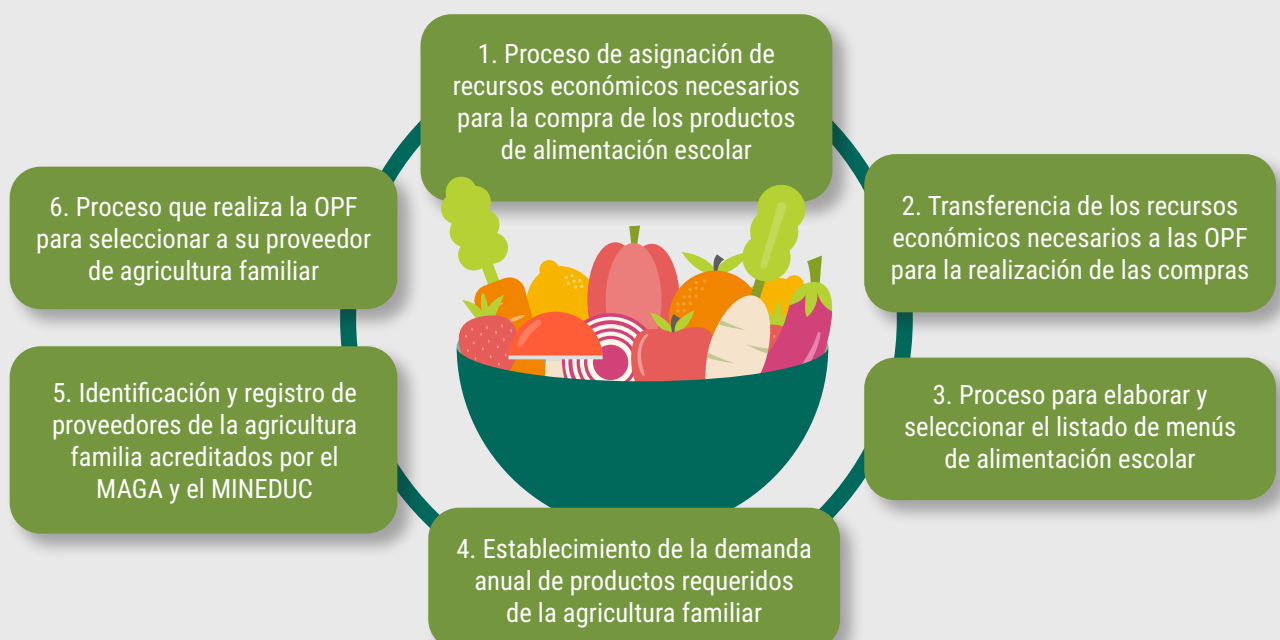 1. Proceso de asignación de
recursos económicos necesarios
para la compra de los productos
de alimentación escolar
2. Transferencia de los recursos
económicos necesarios a las OPF
para la realización de las compras
3. Proceso para elaborar y
seleccionar el listado de menús
de alimentación escolar
4. Establecimiento de la demanda
anual de productos requeridos
de la agricultura familiar
5. Identificación y registro de
proveedores de la agricultura
familia acreditados por el
MAGA y el MINEDUC
6. Proceso que realiza la OPF
para seleccionar a su proveedor
de agricultura familiar